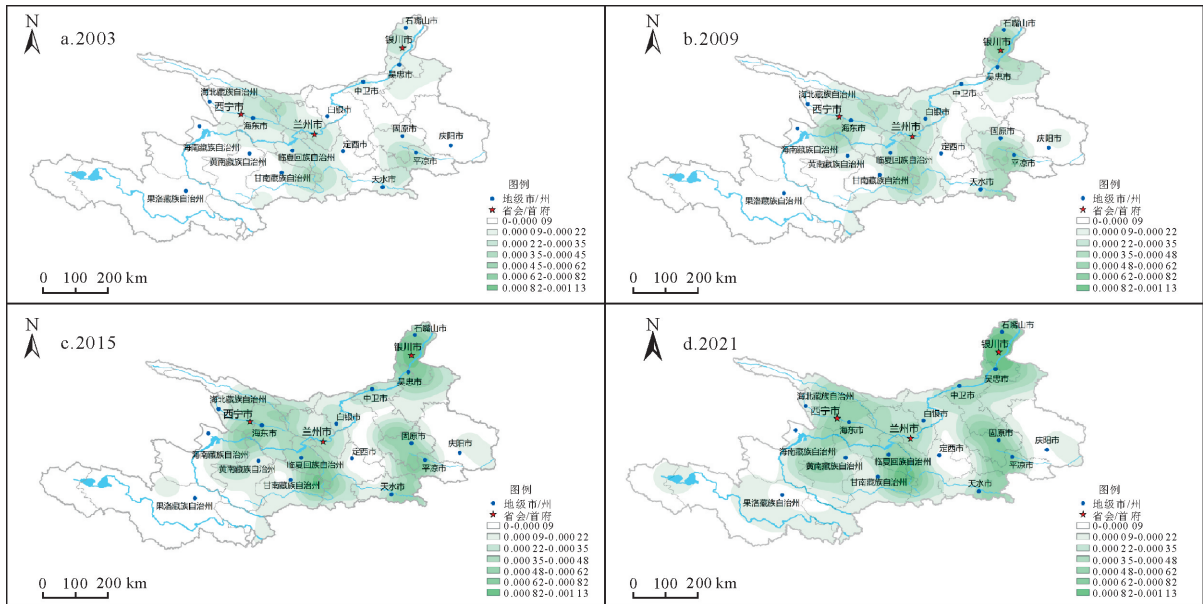 N
a.2003
石嘴山市
银川市
吴忠市
中卫市
海北藏族自治州
西宁市
海东市
白银市
兰州市
固原市
庆阳市
海南藏族自治州
临夏回族自治州
定西市
黄南藏族自治州
平凉市
甘南藏族自治州
天水市
果洛藏族自治州
图例
地级市/州
省会/首府
0-0.000 09
0.000 09-0.000 22
0.000 22-0.000 35
0.000 35-0.000 45
0.000 45-0.000 62
0.000 62-0.000 82
0.000 82-0.001 13
0 100 200 km
N
b.2009
石嘴山市
银川市
吴忠市
中卫市
海北藏族自治州
西宁市
海东市
白银市
兰州市
固原市
庆阳市
海南藏族自治州
临夏回族自治州
定西市
黄南藏族自治州
平凉市
甘南藏族自治州
天水市
果洛藏族自治州
图例
地级市/州
省会/首府
0-0.000 09
0.000 09-0.000 22
0.000 22-0.000 35
0.000 35-0.000 48
0.000 48-0.000 62
0.000 62-0.000 82
0.000 82-0.001 13
0 100 200 km
N
c.2015
石嘴山市
银川市
吴忠市
中卫市
海北藏族自治州
西宁市
海东市
白银市
兰州市
固原市
庆阳市
海南藏族自治州
临夏回族自治州
定西市
黄南藏族自治州
平凉市
甘南藏族自治州
天水市
果洛藏族自治州
图例
地级市/州
省会/首府
0-0.000 09
0.000 09-0.000 22
0.000 22-0.000 35
0.000 35-0.000 48
0.000 48-0.000 62
0.000 62-0.000 82
0.000 82-0.001 13
0 100 200 km
N
d.2021
石嘴山市
银川市
吴忠市
中卫市
海北藏族自治州
西宁市
海东市
白银市
兰州市
固原市
庆阳市
海南藏族自治州
临夏回族自治州
定西市
黄南藏族自治州
平凉市
甘南藏族自治州
天水市
果洛藏族自治州
图例
地级市/州
省会/首府
0-0.000 09
0.000 09-0.000 22
0.000 22-0.000 35
0.000 35-0.000 48
0.000 48-0.000 62
0.000 62-0.000 82
0.000 82-0.001 13
0 100 200 km